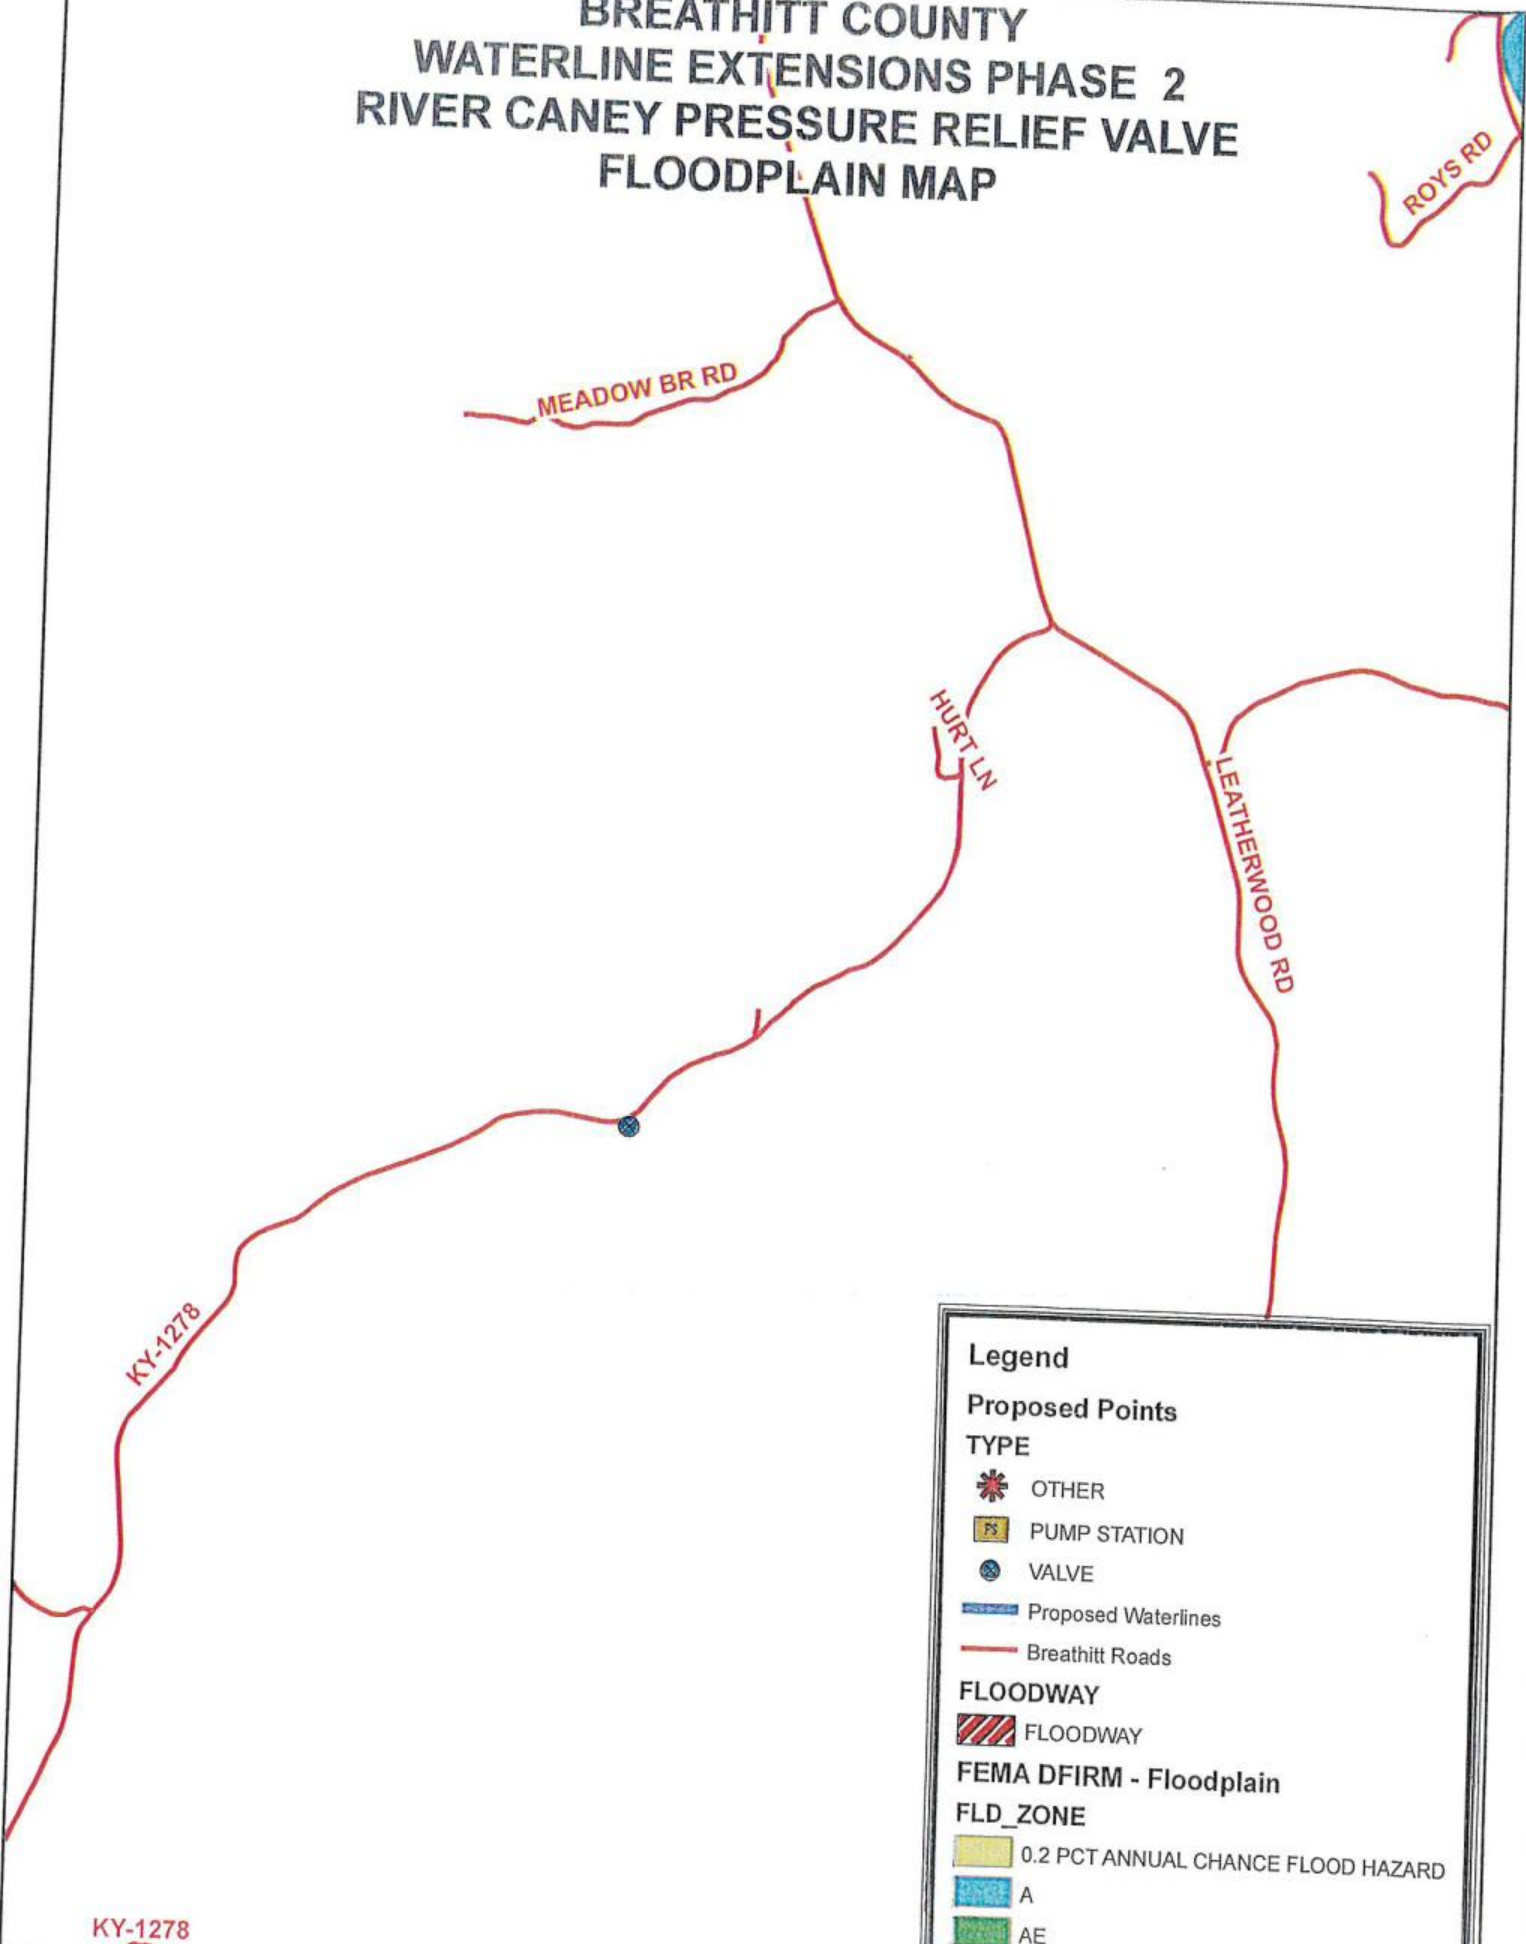 BREATHITT COUNTY
WATERLINE EXTENSIONS PHASE 2
RIVER CANEY PRESSURE RELIEF VALVE
FLOODPLAIN MAP
ROYS RD
MEADOW BR RD
HURT LN
LEATHERWOOD RD
KY-1278
KY-1278
Legend
Proposed Points
TYPE
OTHER
PS PUMP STATION
VALVE
Proposed Waterlines
Breathitt Roads
FLOODWAY
FLOODWAY
FEMA DFIRM - Floodplain
FLD_ZONE
0.2 PCT ANNUAL CHANCE FLOOD HAZARD
A
AE